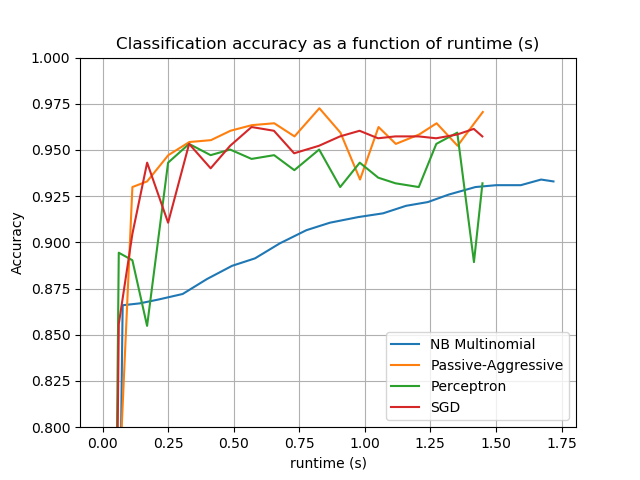 Classification accuracy as a function of runtime (s)
1.000
0.975
0.950
0.925
0.900
0.875
0.850
0.825
0.800
Accuracy
NB Multinomial
Passive-Aggressive
Perceptron
SGD
0.00 0.25 0.50 0.75 1.00 1.25 1.50 1.75
runtime (s)